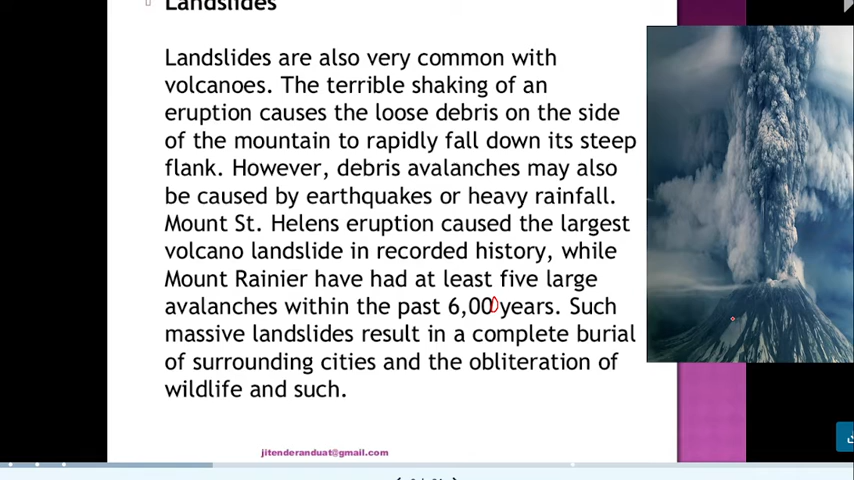 Landslides
Landslides are also very common with
volcanoes. The terrible shaking of an
eruption causes the loose debris on the side
of the mountain to rapidly fall down its steep
flank. However, debris avalanches may also
be caused by earthquakes or heavy rainfall.
Mount St. Helens eruption caused the largest
volcano landslide in recorded history, while
Mount Rainier have had at least five large
avalanches within the past 6,000 years. Such
massive landslides result in a complete burial
of surrounding cities and the obliteration of
wildlife and such.
jitenderanduat@gmail.com